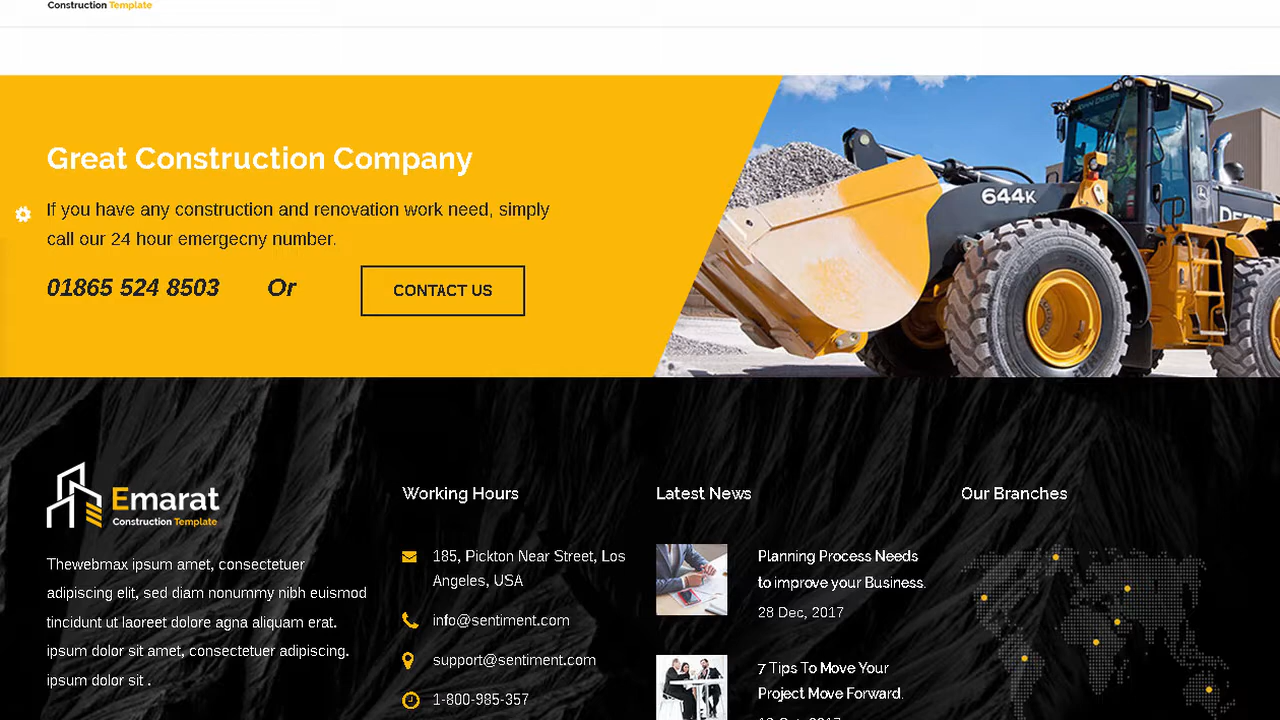 Construction Template
Great Construction Company
If you have any construction and renovation work need, simply
call our 24 hour emergecny number.
01865 524 8503 Or CONTACT US
JOHN DEERE
644K
DEERE
Emarat
Construction Template
Thewebmax ipsum amet, consectetuer
adipiscing elit, sed diam nonummy nibh euismod
tincidunt ut laoreet dolore agna aliquam erat.
ipsum dolor sit amet, consectetuer adipiscing.
ipsum dolor sit .
Working Hours
185, Pickton Near Street, Los
Angeles, USA
info@sentiment.com
support@sentiment.com
1-800-985-357
Latest News
Planning Process Needs
to improve your Business.
28 Dec, 2017
7 Tips To Move Your
Project Move Forward.
Our Branches